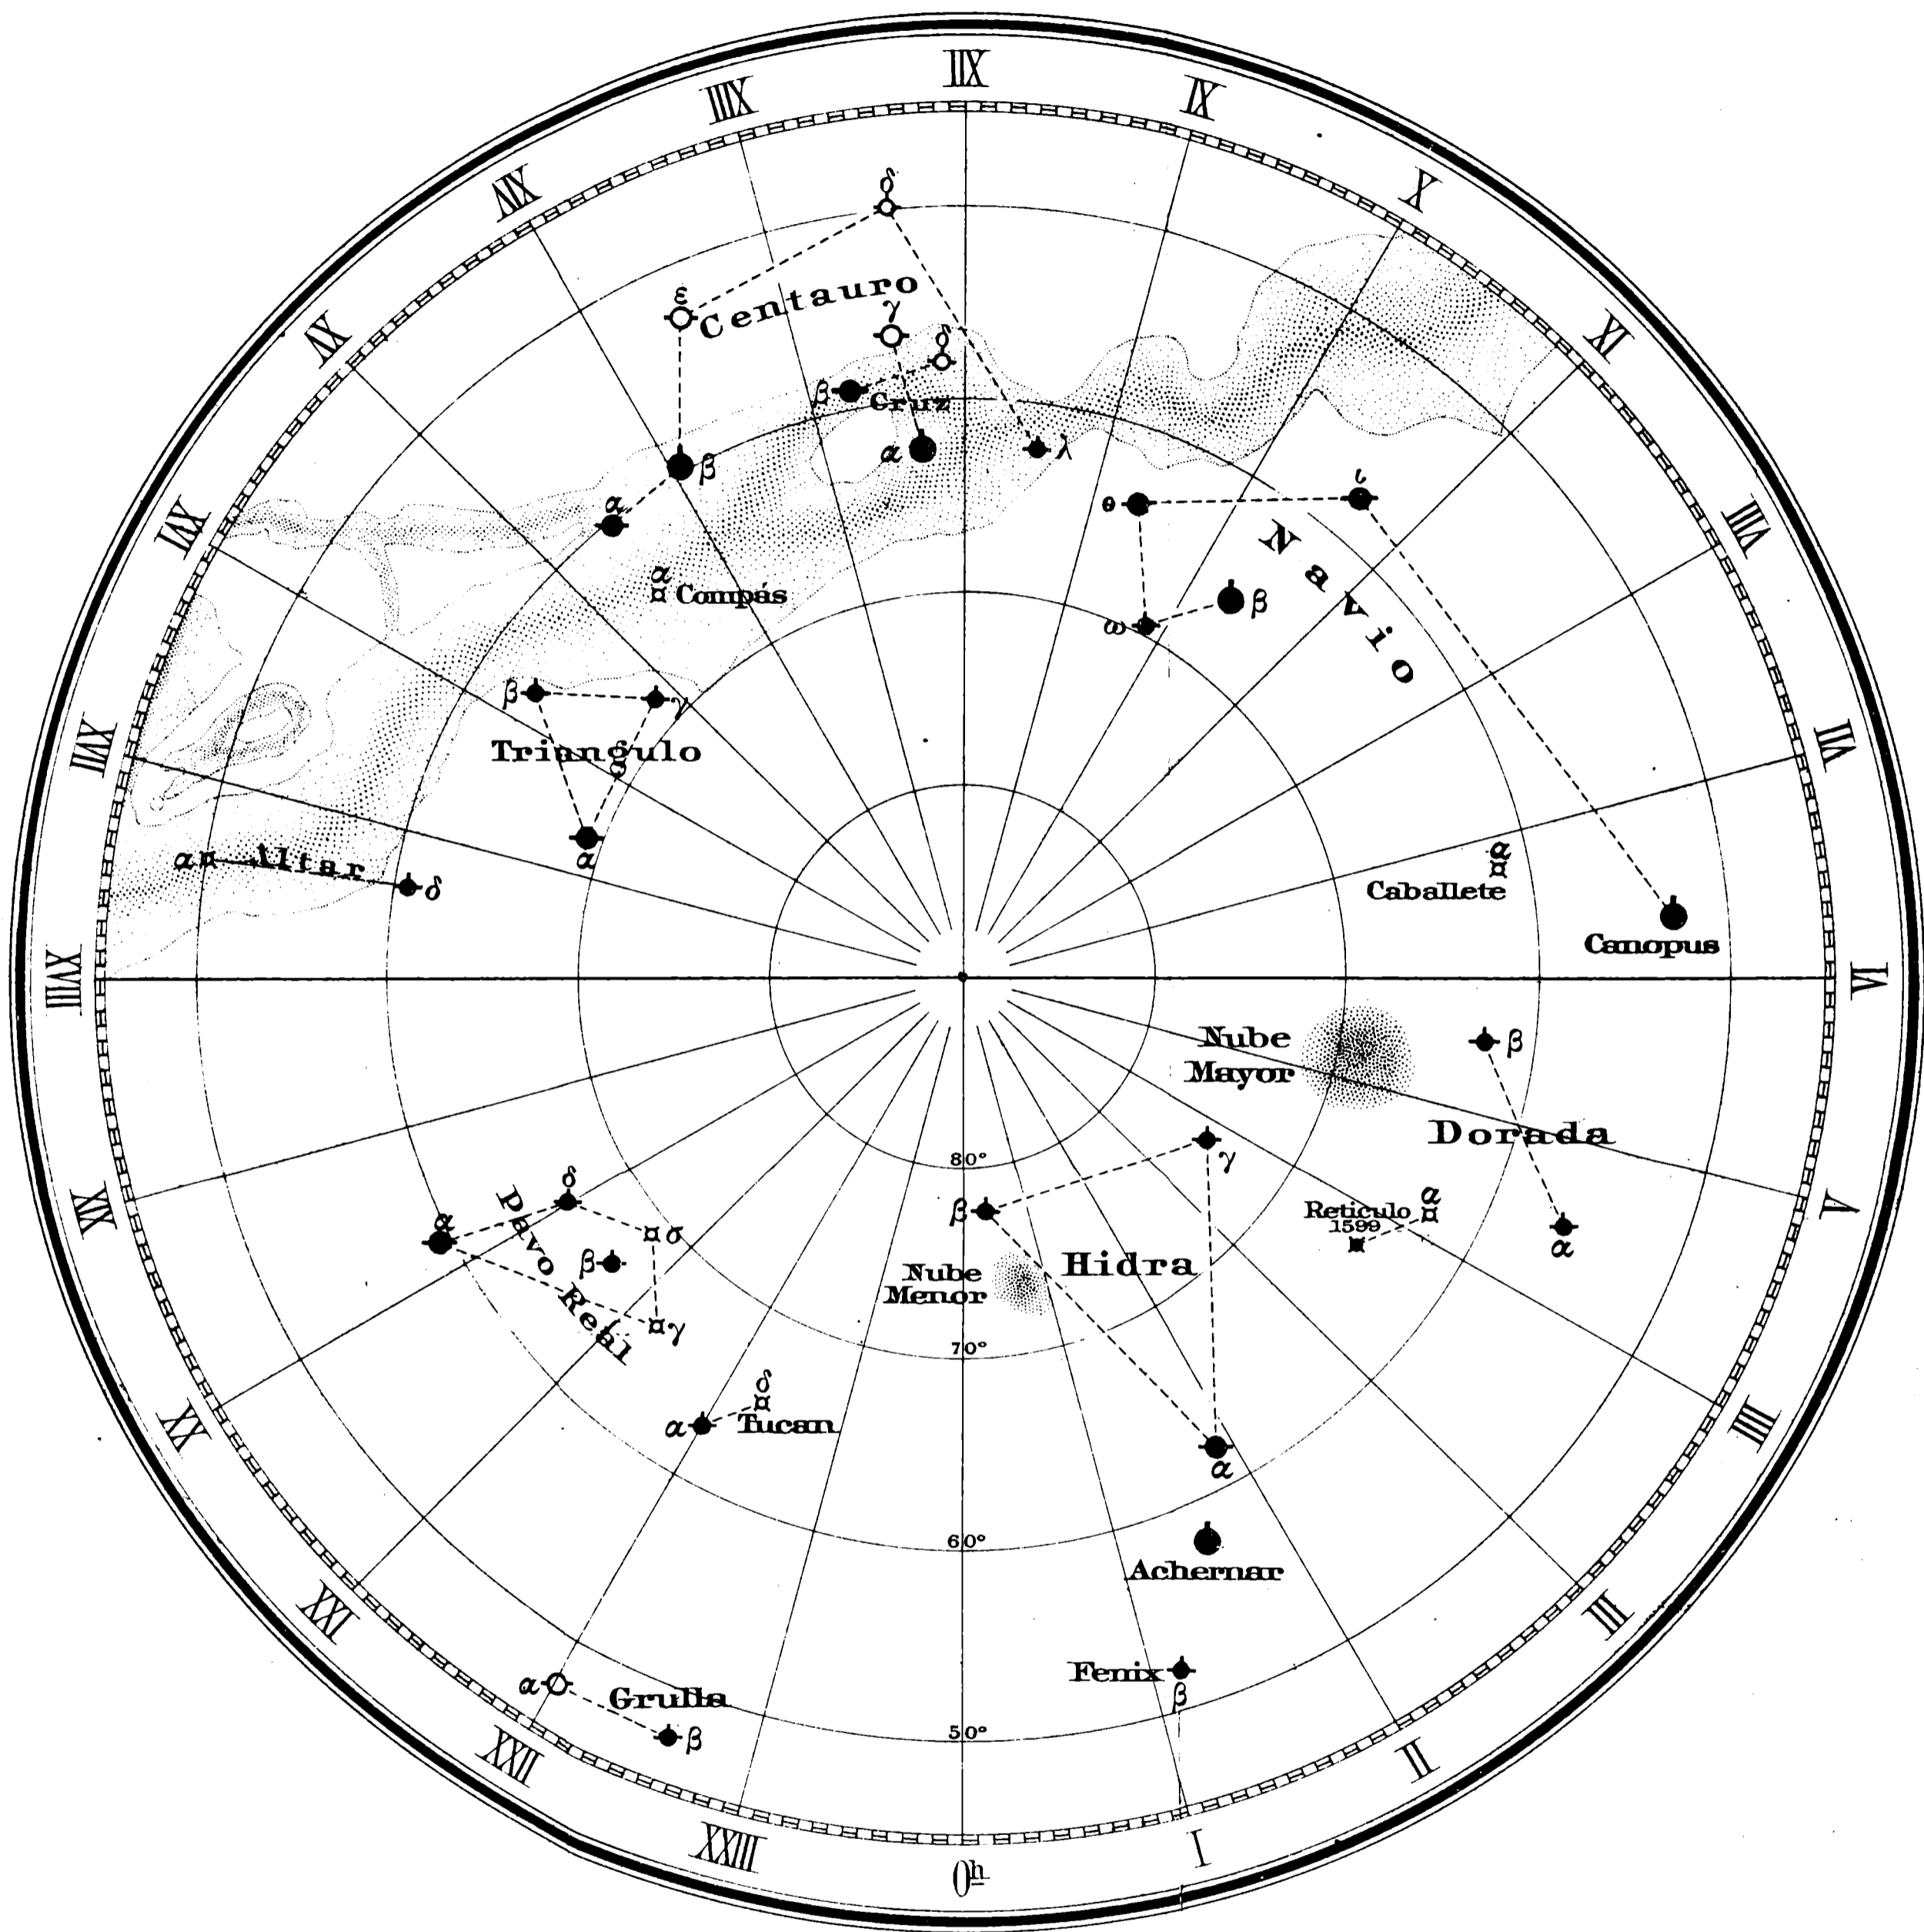 XII
XI
XIII
X
XIV
δ
ε
Centauro
γ
δ
IX
XV
β
Cruz
α
λ
β
ι
θ
VIII
XVI
α
Navio
α
Compás
β
ω
β
γ
VII
XVII
Triangulo
δ
α
α
Altar
δ
α
Caballete
Canopus
VI
XVIII
Nube
Mayor
β
Dorada
80°
γ
δ
α
V
XIX
α
Pavo Real
σ
β
Reticulo
1599
α
β
Hidra
Nube
Menor
γ
70°
δ
α
Tucan
IIII
XX
α
60°
Achernar
III
XXI
Fenix
β
α
Grulla
β
50°
II
XXII
I
XXIII
0h